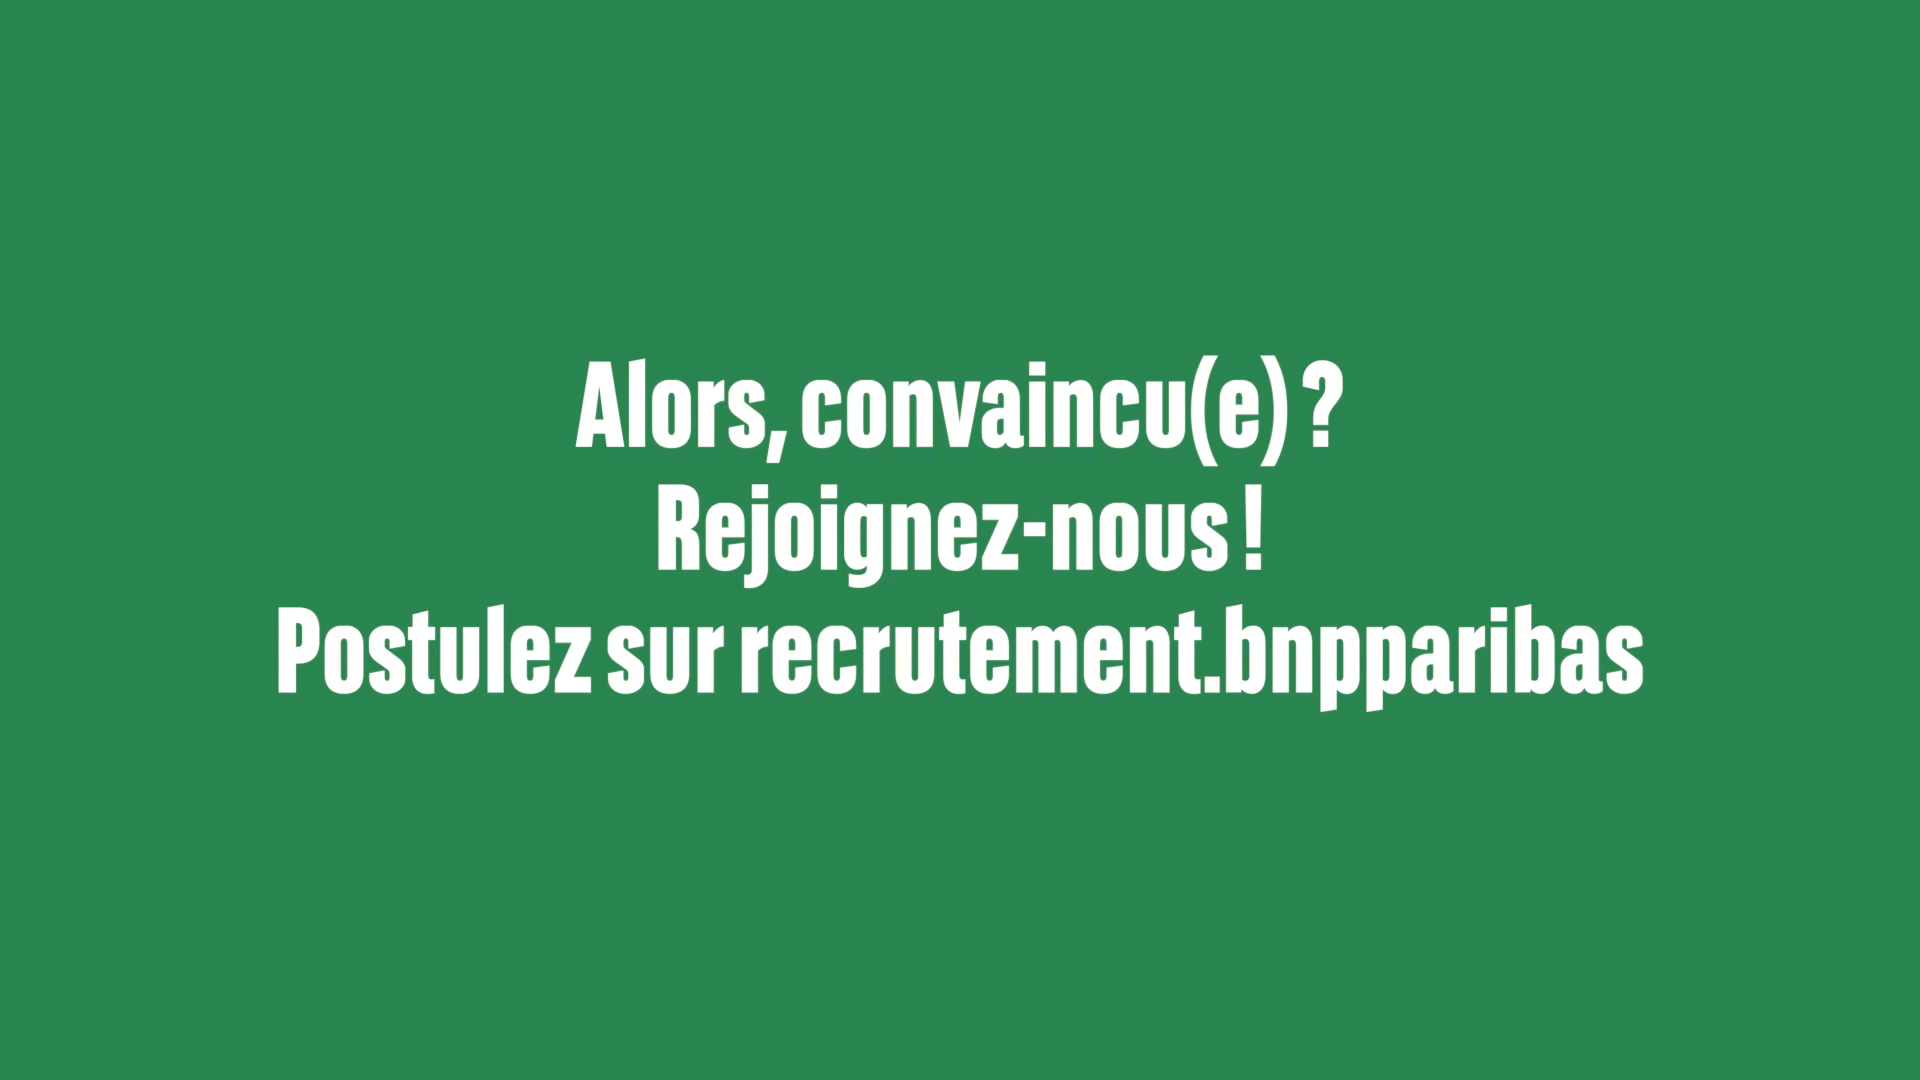 Alors, convaincu(e) ?
Rejoignez-nous !
Postulez sur recrutement.bnpparibas